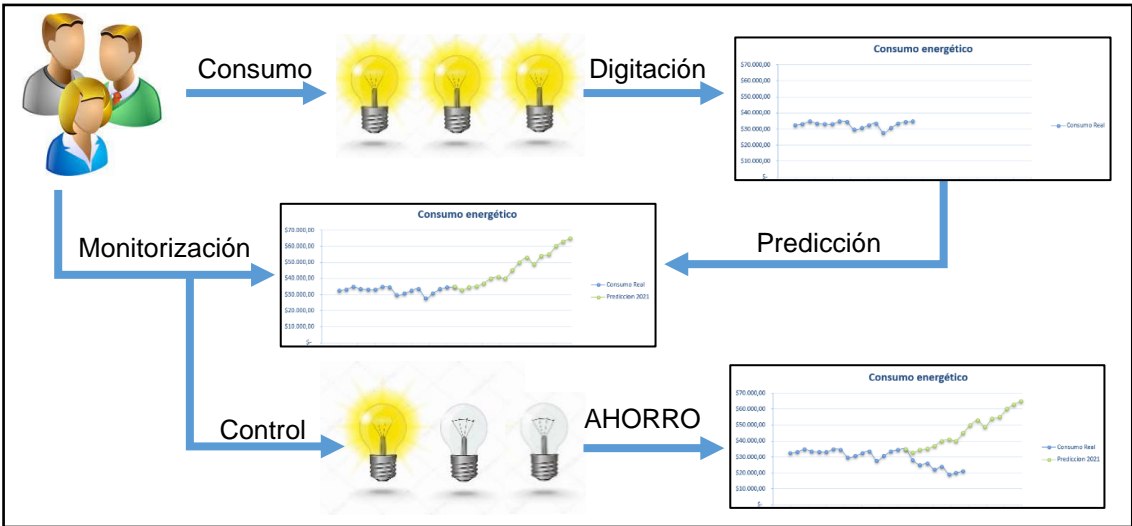 Consumo
Digitación
Consumo energético
$70.000,00
$60.000,00
$50.000,00
$40.000,00
$30.000,00
$20.000,00
$10.000,00
$-
Consumo Real
Monitorización
Consumo energético
$70.000,00
$60.000,00
$50.000,00
$40.000,00
$30.000,00
$20.000,00
$10.000,00
$-
Consumo Real
Prediccion 2021
Predicción
Control
AHORRO
Consumo energético
$70.000,00
$60.000,00
$50.000,00
$40.000,00
$30.000,00
$20.000,00
$10.000,00
$-
Consumo Real
Prediccion 2021